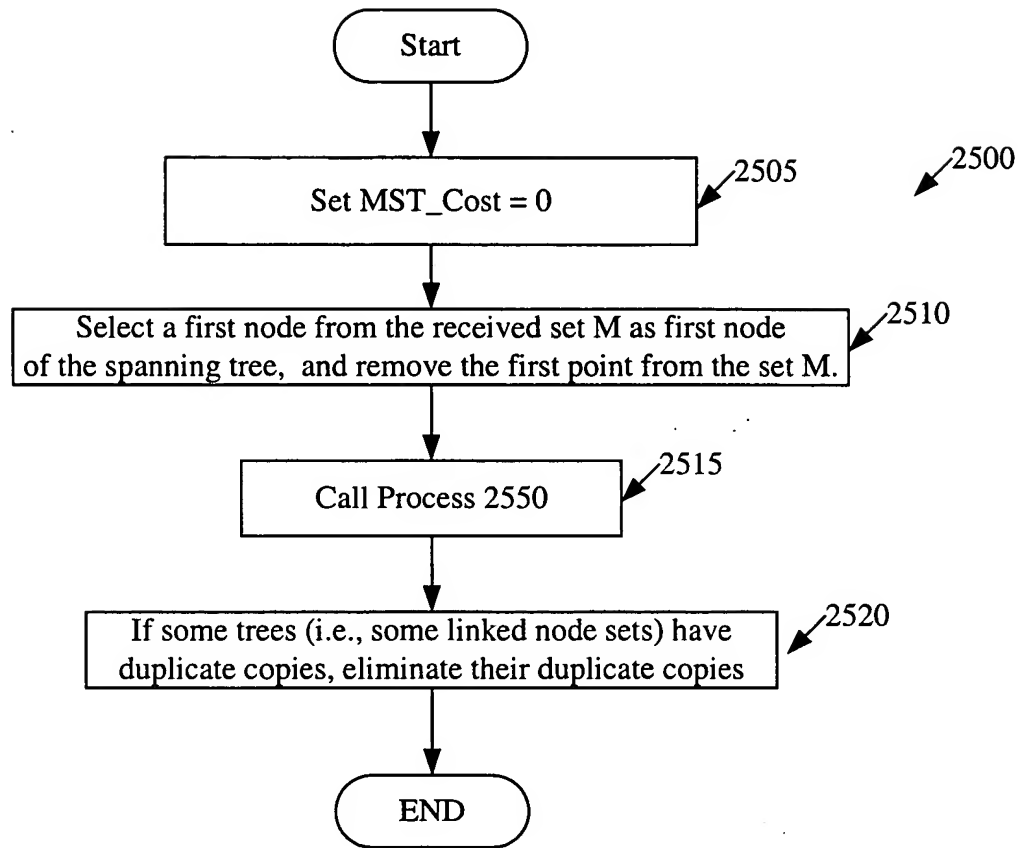 Start
2500
2505
Set MST_Cost = 0
2510
Select a first node from the received set M as first node
of the spanning tree, and remove the first point from the set M.
2515
Call Process 2550
2520
If some trees (i.e., some linked node sets) have
duplicate copies, eliminate their duplicate copies
END